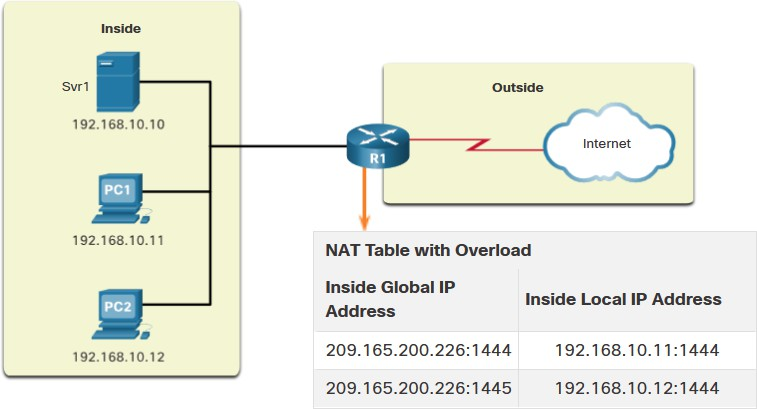 Inside
Svr1
192.168.10.10
PC1
192.168.10.11
PC2
192.168.10.12
R1
Outside
Internet
NAT Table with Overload
Inside Global IP
Address
Inside Local IP Address
209.165.200.226:1444 192.168.10.11:1444
209.165.200.226:1445 192.168.10.12:1444